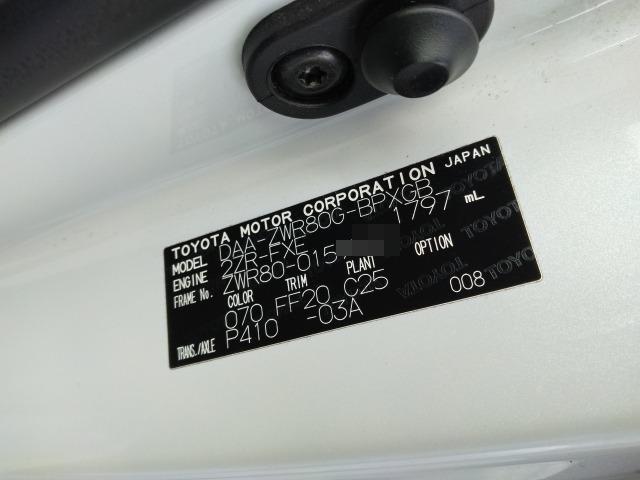 TOYOTA MOTOR CORPORATION JAPAN
MODEL DAA-ZWR80G-BPXGB
ENGINE 2ZR-FXE 1797 mL
FRAME No. ZWR80-015
COLOR TRIM PLANT OPTION
070 FF20 C25 008
TRANS./AXLE P410 -03A